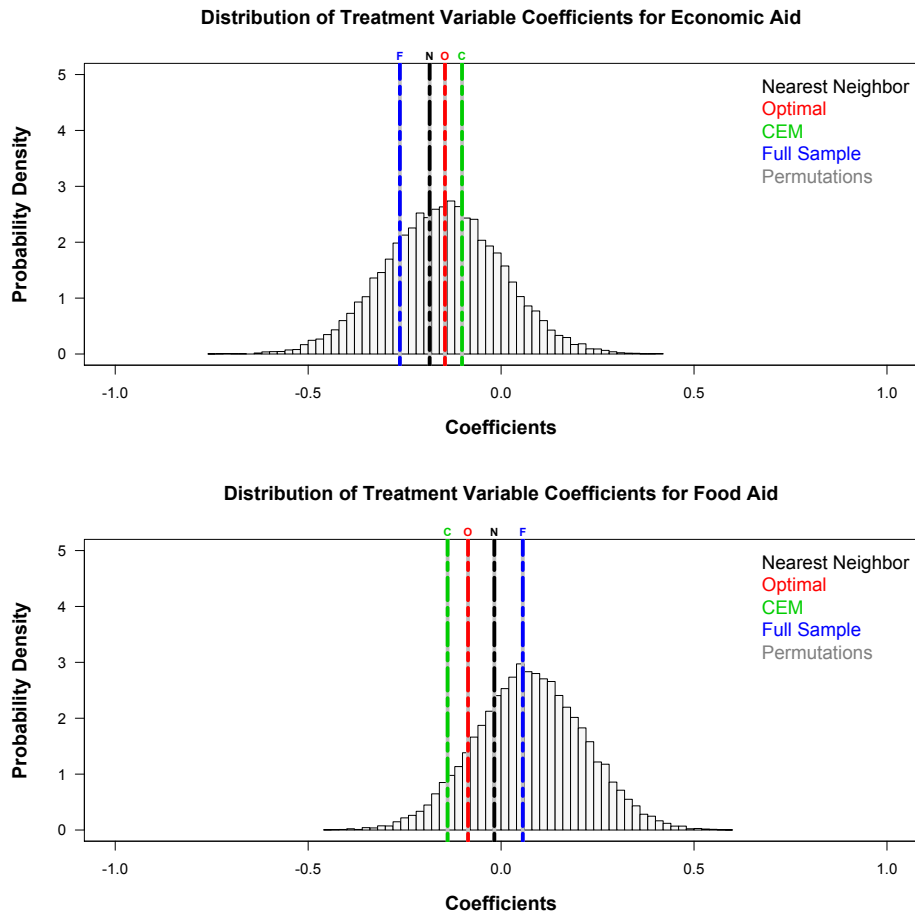 Distribution of Treatment Variable Coefficients for Economic Aid
F N O C
5
4
3
2
1
0
Probability Density
Nearest Neighbor
Optimal
CEM
Full Sample
Permutations
-1.0 -0.5 0.0 0.5 1.0
Coefficients
Distribution of Treatment Variable Coefficients for Food Aid
C O N F
5
4
3
2
1
0
Probability Density
Nearest Neighbor
Optimal
CEM
Full Sample
Permutations
-1.0 -0.5 0.0 0.5 1.0
Coefficients